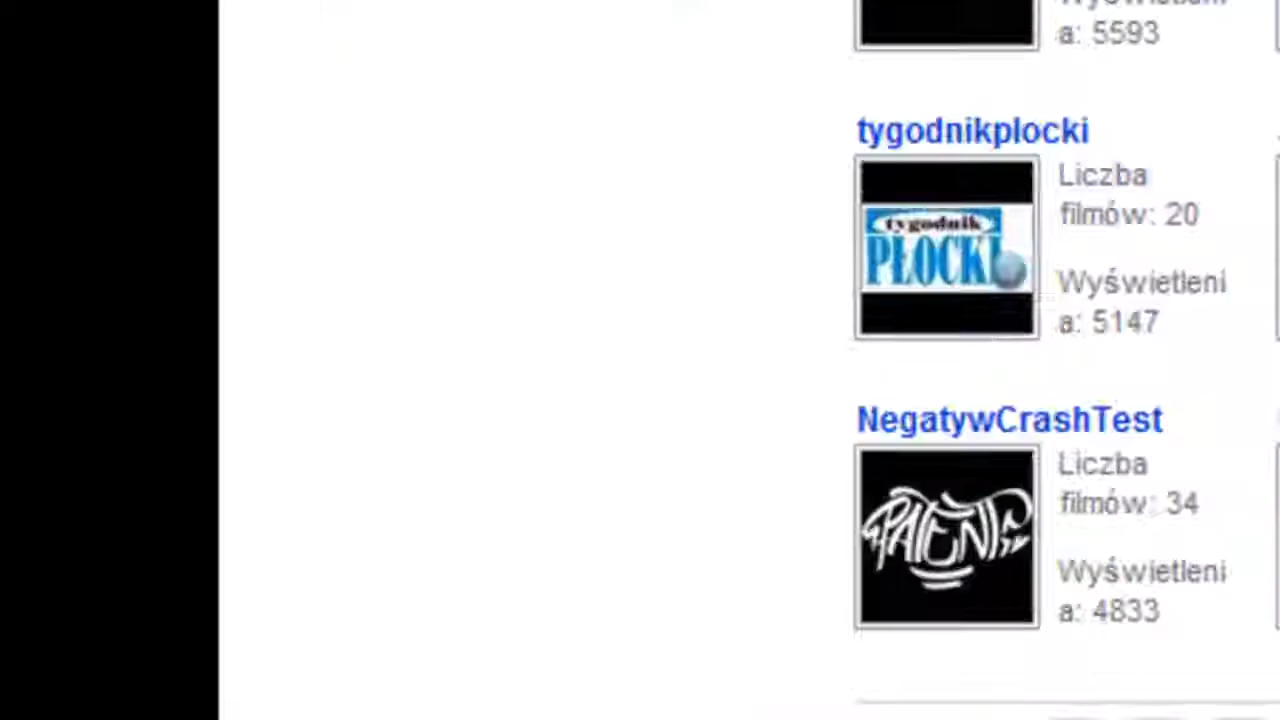 a: 5593
tygodnikplocki
Liczba
filmów: 20
tygodnik
PŁOCKI
Wyświetleni
a: 5147
NegatywCrashTest
Liczba
filmów: 34
Wyświetleni
a: 4833